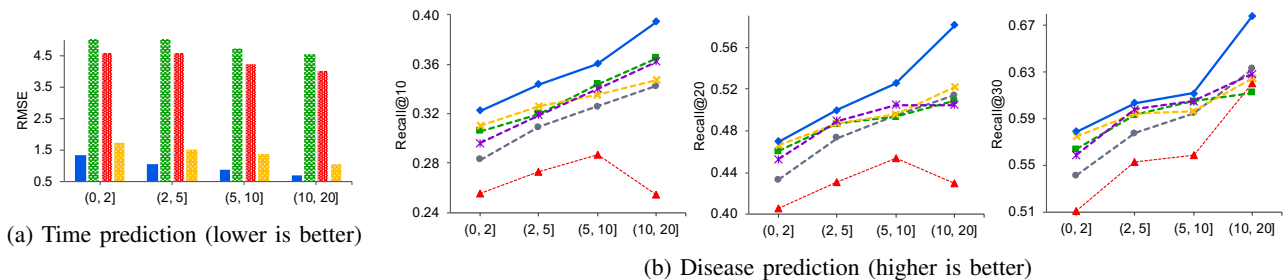 4.5
3.5
2.5
1.5
0.5
RMSE
(0, 2] (2, 5] (5, 10] (10, 20]
(a) Time prediction (lower is better)
0.40
0.36
0.32
0.28
0.24
Recall@10
(0, 2] (2, 5] (5, 10] (10, 20]
0.56
0.52
0.48
0.44
0.40
Recall@20
(0, 2] (2, 5] (5, 10] (10, 20]
0.67
0.63
0.59
0.55
0.51
Recall@30
(0, 2] (2, 5] (5, 10] (10, 20]
(b) Disease prediction (higher is better)